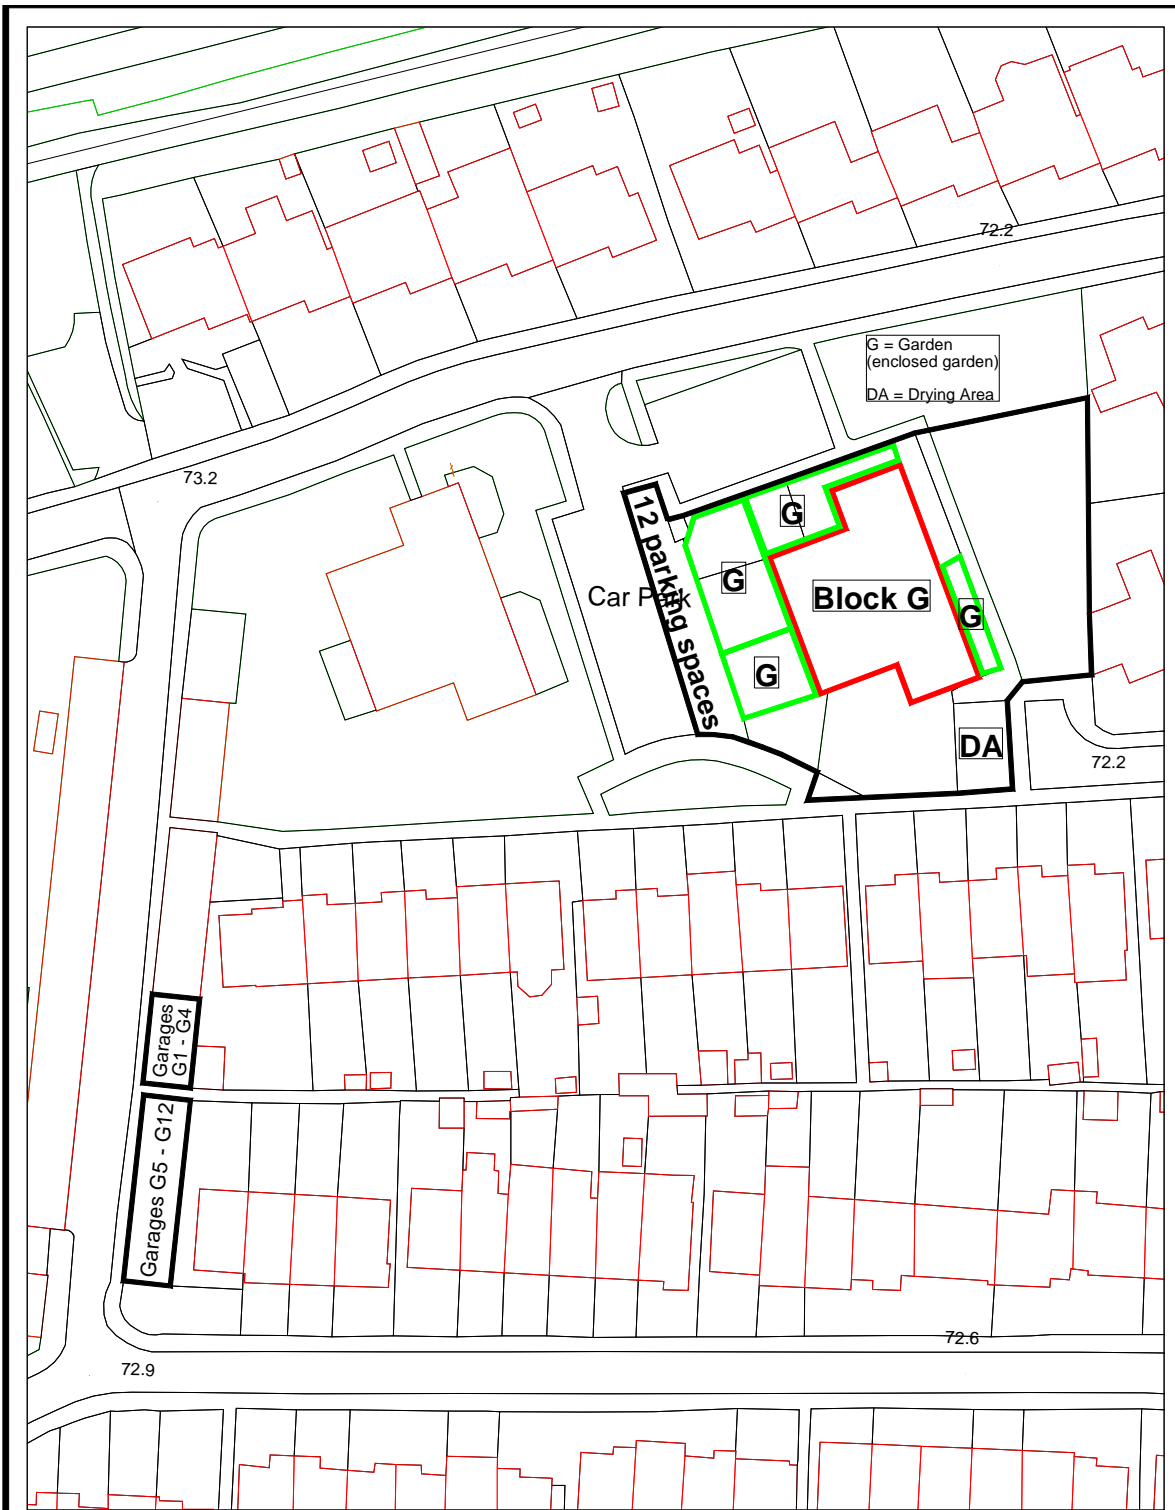 72.2
G = Garden
(enclosed garden)
DA = Drying Area
73.2
12 parking spaces
G
G
Car Park
Block G
G
G
DA
72.2
Garages
G1 - G4
Garages G5 - G12
72.6
72.9